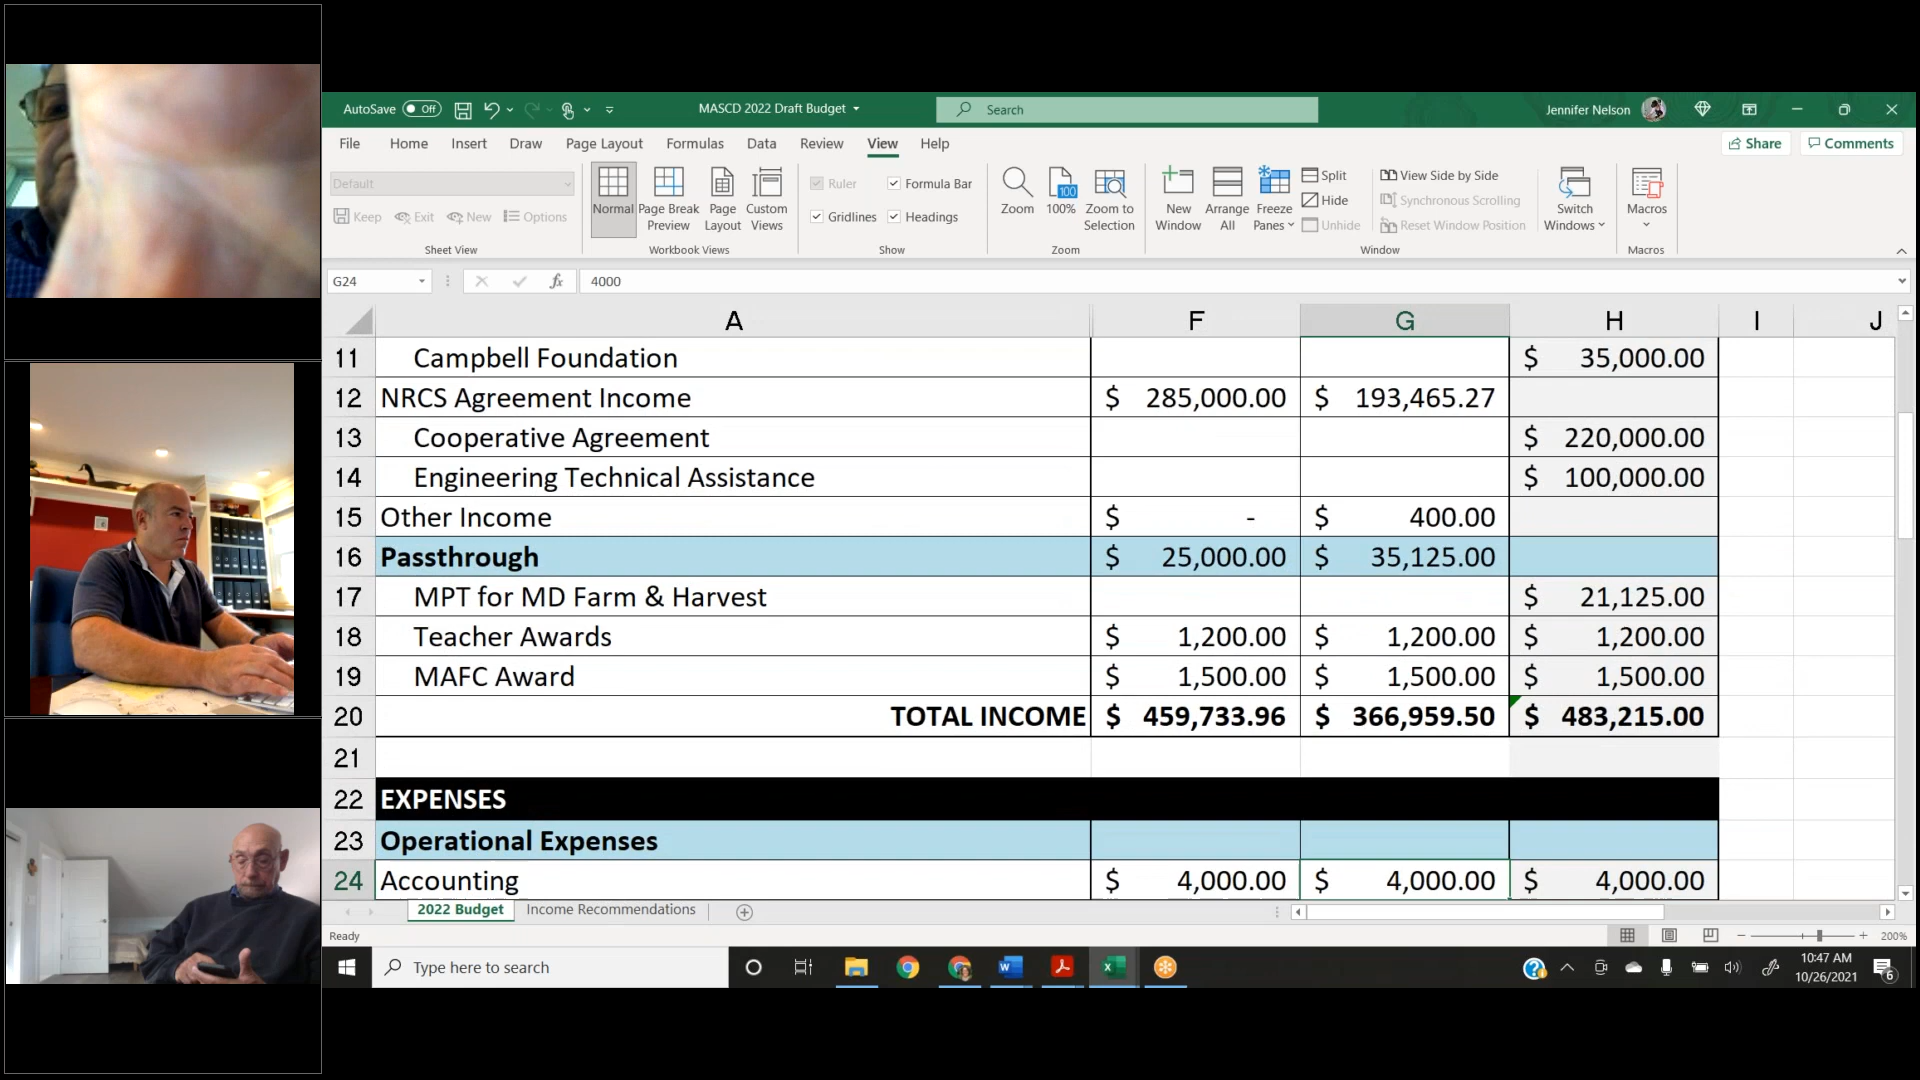 AutoSave Off MASCD 2022 Draft Budget Search Jennifer Nelson
File Home Insert Draw Page Layout Formulas Data Review View Help Share Comments
Default
Keep Exit New Options
Sheet View
Normal Page Break Preview Page Layout Custom Views
Workbook Views
Ruler Formula Bar
Gridlines Headings
Show
Zoom 100% Zoom to Selection
100
Zoom
New Window Arrange All Freeze Panes
Split View Side by Side
Hide Synchronous Scrolling
Unhide Reset Window Position
Switch Windows
Window
Macros
Macros
G24 fx 4000
A F G H I J
11 Campbell Foundation $ 35,000.00
12 NRCS Agreement Income $ 285,000.00 $ 193,465.27
13 Cooperative Agreement $ 220,000.00
14 Engineering Technical Assistance $ 100,000.00
15 Other Income $ - $ 400.00
16 Passthrough $ 25,000.00 $ 35,125.00
17 MPT for MD Farm & Harvest $ 21,125.00
18 Teacher Awards $ 1,200.00 $ 1,200.00 $ 1,200.00
19 MAFC Award $ 1,500.00 $ 1,500.00 $ 1,500.00
20 TOTAL INCOME $ 459,733.96 $ 366,959.50 $ 483,215.00
21
22 EXPENSES
23 Operational Expenses
24 Accounting $ 4,000.00 $ 4,000.00 $ 4,000.00
2022 Budget Income Recommendations
Ready 200%
Type here to search 10:47 AM
10/26/2021 6